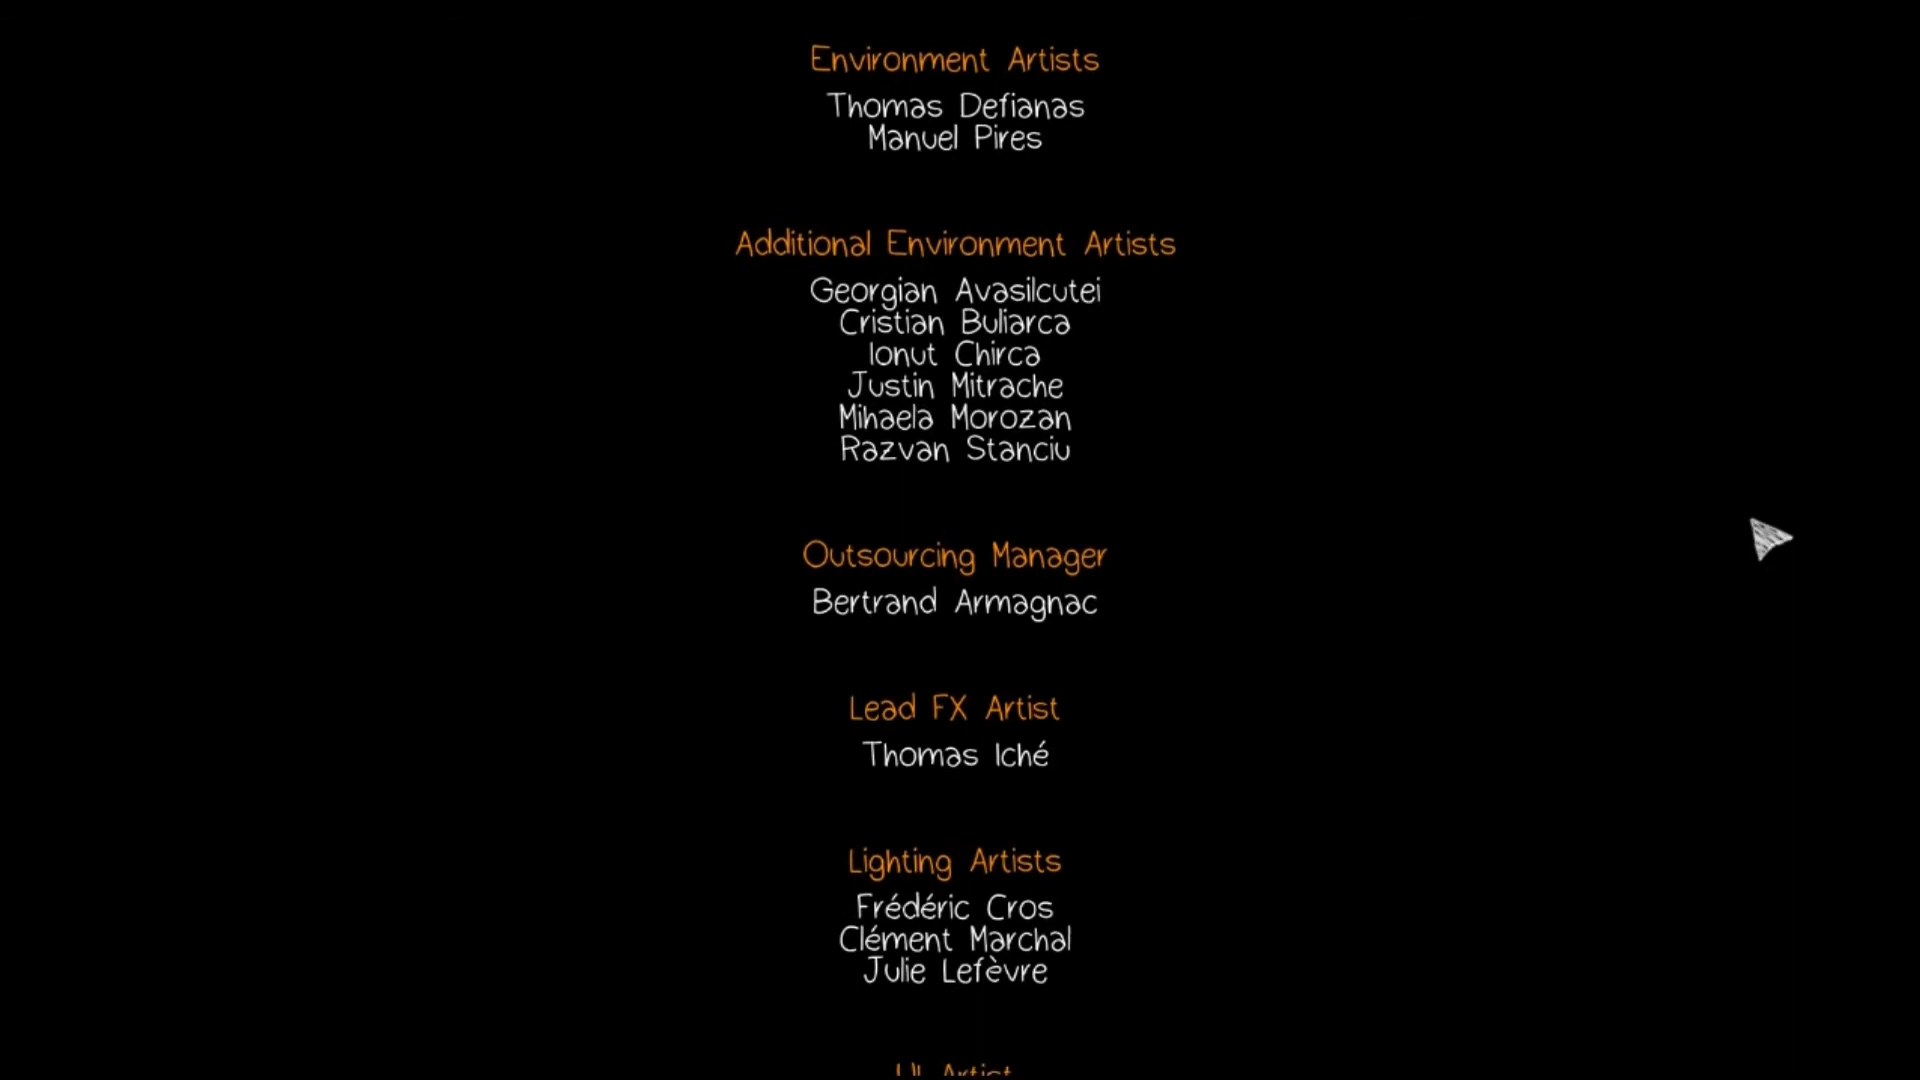 Environment Artists
Thomas Defianas
Manuel Pires
Additional Environment Artists
Georgian Avasilcutei
Cristian Buliarca
Ionut Chirca
Justin Mitrache
Mihaela Morozan
Razvan Stanciu
Outsourcing Manager
Bertrand Armagnac
Lead FX Artist
Thomas Iché
Lighting Artists
Frédéric Cros
Clément Marchal
Julie Lefèvre
UI Artist